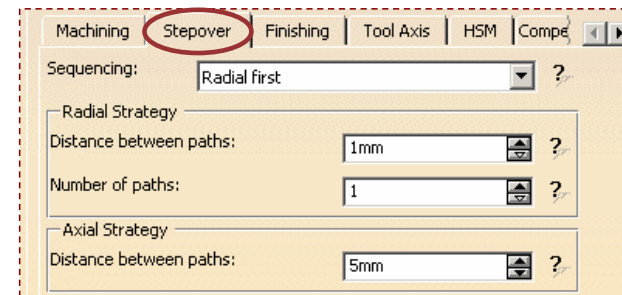 Machining Stepover Finishing Tool Axis HSM Compe
Sequencing: Radial first ?
Radial Strategy
Distance between paths: 1mm ?
Number of paths: 1 ?
Axial Strategy
Distance between paths: 5mm ?